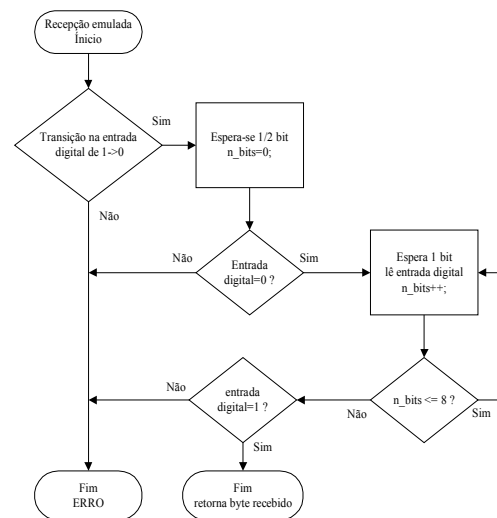 Recepção emulada
Ínicio
Transição na entrada
digital de 1->0
Sim
Espera-se 1/2 bit
n_bits=0;
Não
Não
Entrada
digital=0 ?
Sim
Espera 1 bit
lê entrada digital
n_bits++;
Não
entrada
digital=1 ?
Não
n_bits <= 8 ?
Sim
Sim
Fim
ERRO
Fim
retorna byte recebido